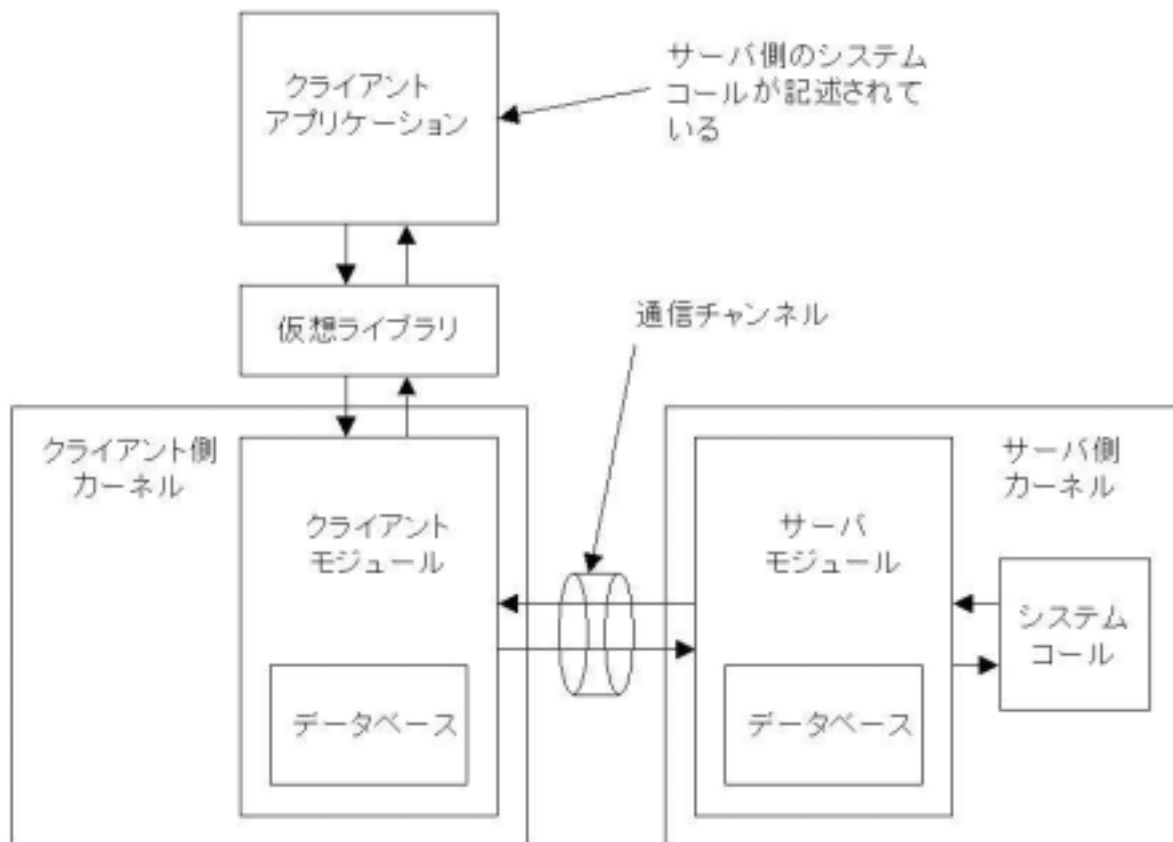 クライアント
アプリケーション
サーバ側のシステム
コールが記述されて
いる
仮想ライブラリ
通信チャンネル
クライアント側
カーネル
クライアント
モジュール
データベース
サーバ
モジュール
データベース
サーバ側
カーネル
システム
コール